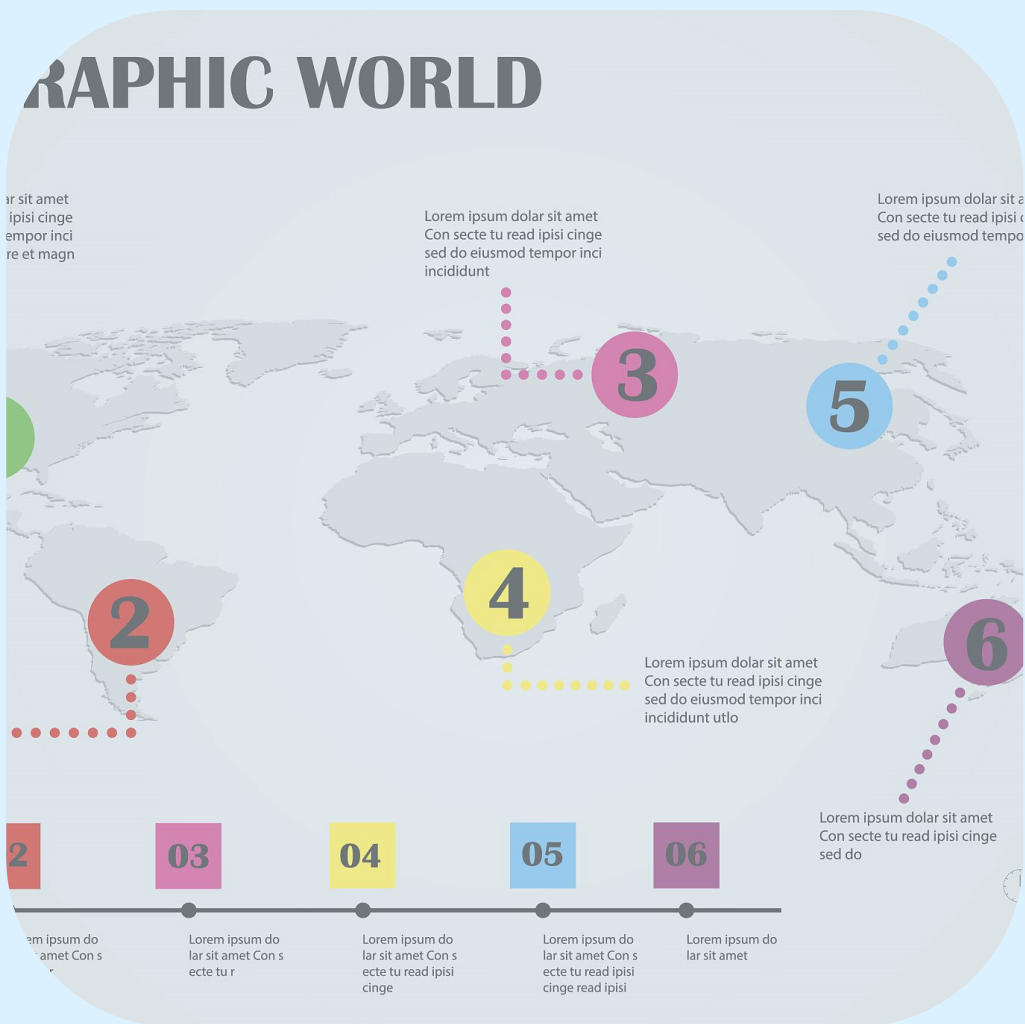 RAPHIC WORLD
ar sit amet
ipisi cinge
empor inci
re et magn
Lorem ipsum dolar sit amet
Con secte tu read ipisi cinge
sed do eiusmod tempor inci
incididunt
Lorem ipsum dolar sit a
Con secte tu read ipisi
sed do eiusmod tempo
3
5
2
4
6
Lorem ipsum dolar sit amet
Con secte tu read ipisi cinge
sed do eiusmod tempor inci
incididunt utlo
Lorem ipsum dolar sit amet
Con secte tu read ipisi cinge
sed do
2
03
04
05
06
em ipsum do
lar sit amet Con s
ecte tu r
amet Con s
Lorem ipsum do
lar sit amet Con s
ecte tu read ipisi
cinge
Lorem ipsum do
lar sit amet Con s
ecte tu read ipisi
cinge read ipisi
Lorem ipsum do
lar sit amet